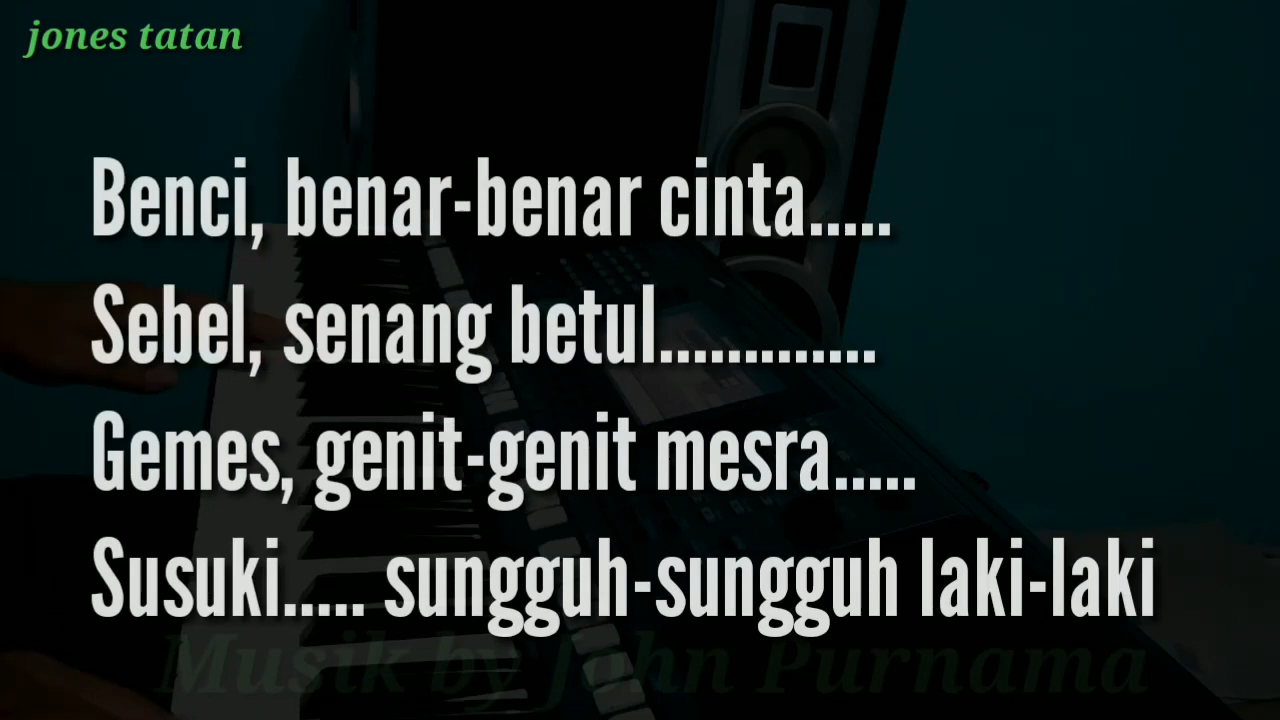 jones tatan
Benci, benar-benar cinta.....
Sebel, senang betul.............
Gemes, genit-genit mesra.....
Susuki..... sungguh-sungguh laki-laki
Musik by John Purnama